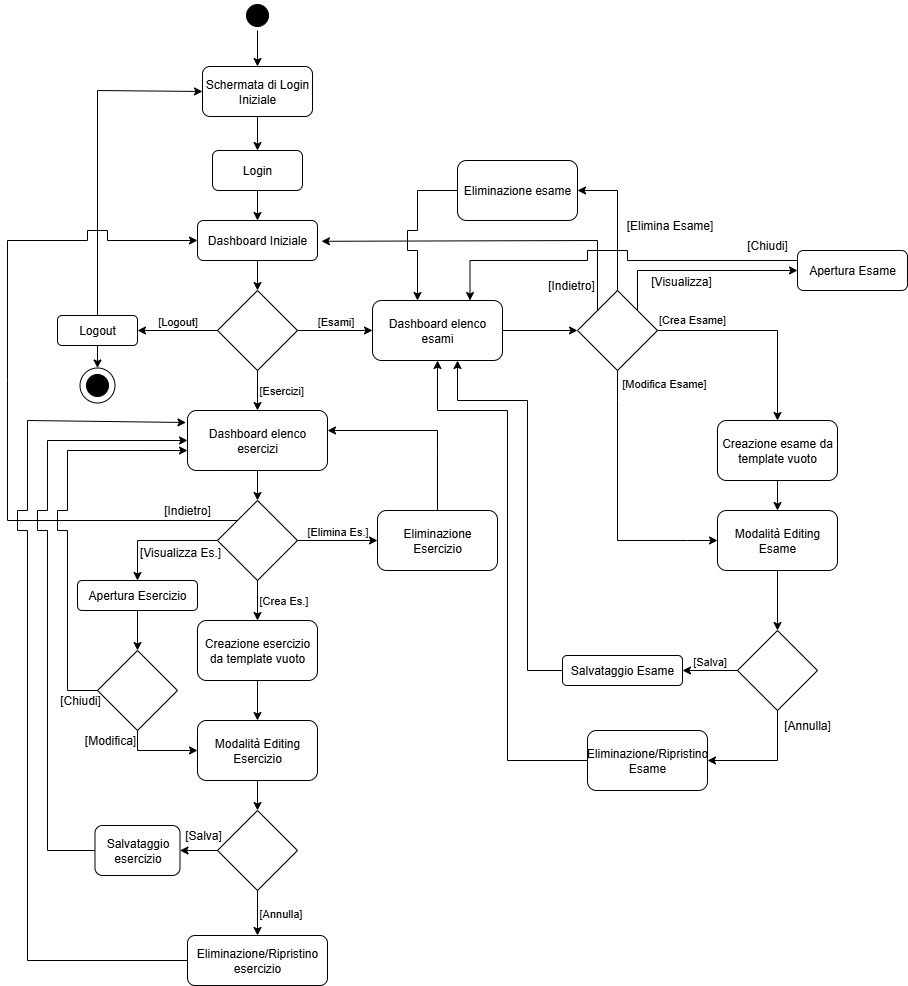 Schermata di Login
Iniziale
Login
Eliminazione esame
Dashboard Iniziale
[Elimina Esame]
[Chiudi]
Apertura Esame
[Indietro]
[Visualizza]
Logout
[Logout]
[Esami]
Dashboard elenco
esami
[Crea Esame]
[Esercizi]
[Modifica Esame]
Dashboard elenco
esercizi
Creazione esame da
template vuoto
[Indietro]
[Visualizza Es.]
[Elimina Es.]
Eliminazione
Esercizio
Modalità Editing
Esame
Apertura Esercizio
[Crea Es.]
Creazione esercizio
da template vuoto
[Chiudi]
[Modifica]
Salvataggio Esame
[Salva]
[Annulla]
Modalità Editing
Esercizio
Eliminazione/Ripristino
Esame
Salvataggio
esercizio
[Salva]
[Annulla]
Eliminazione/Ripristino
esercizio